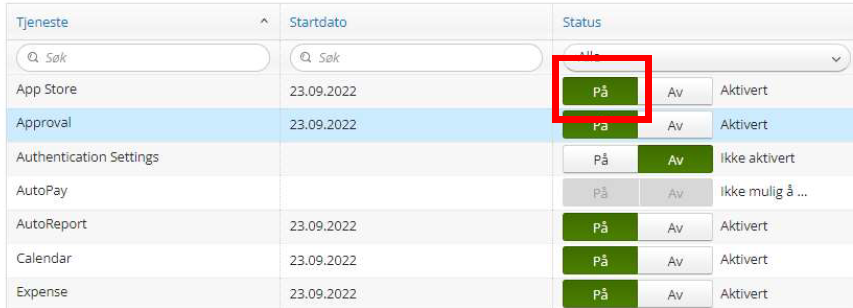 Tjeneste Startdato Status
Søk Søk Alle
App Store 23.09.2022 På Av Aktivert
Approval 23.09.2022 På Av Aktivert
Authentication Settings På Av Ikke aktivert
AutoPay På Av Ikke mulig å ...
AutoReport 23.09.2022 På Av Aktivert
Calendar 23.09.2022 På Av Aktivert
Expense 23.09.2022 På Av Aktivert